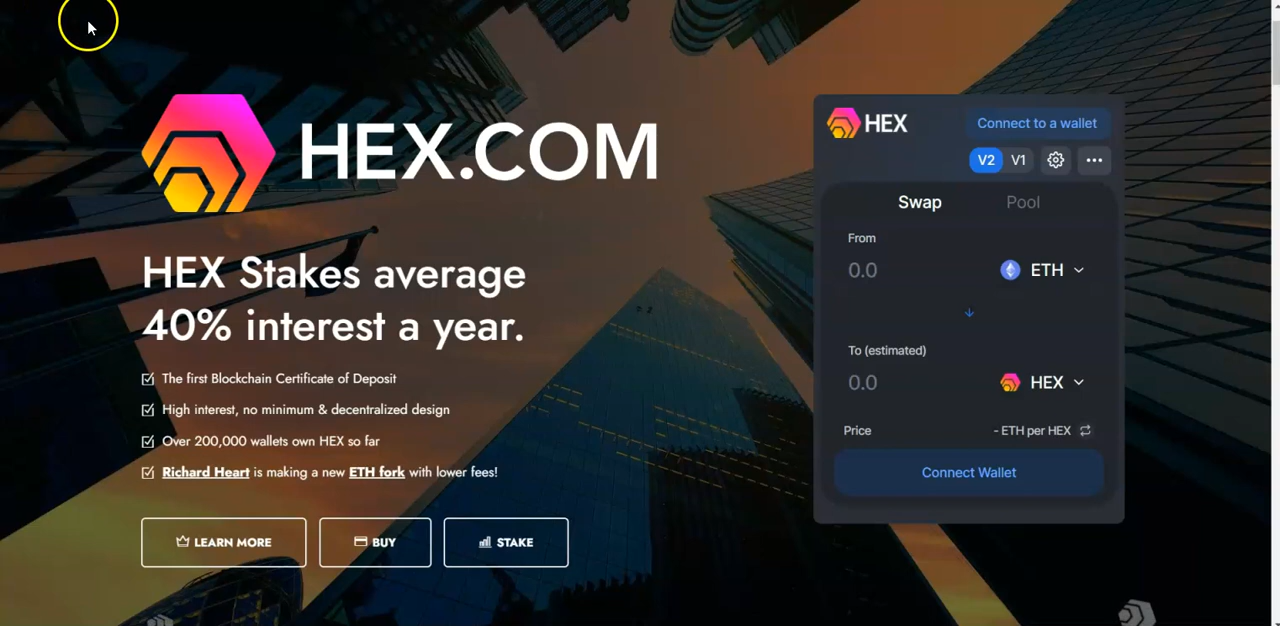 HEX.COM
HEX Stakes average
40% interest a year.
The first Blockchain Certificate of Deposit
High interest, no minimum & decentralized design
Over 200,000 wallets own HEX so far
Richard Heart is making a new ETH fork with lower fees!
LEARN MORE
BUY
STAKE
HEX
Connect to a wallet
V2 V1
Swap Pool
From
0.0 ETH
To (estimated)
0.0 HEX
Price - ETH per HEX
Connect Wallet